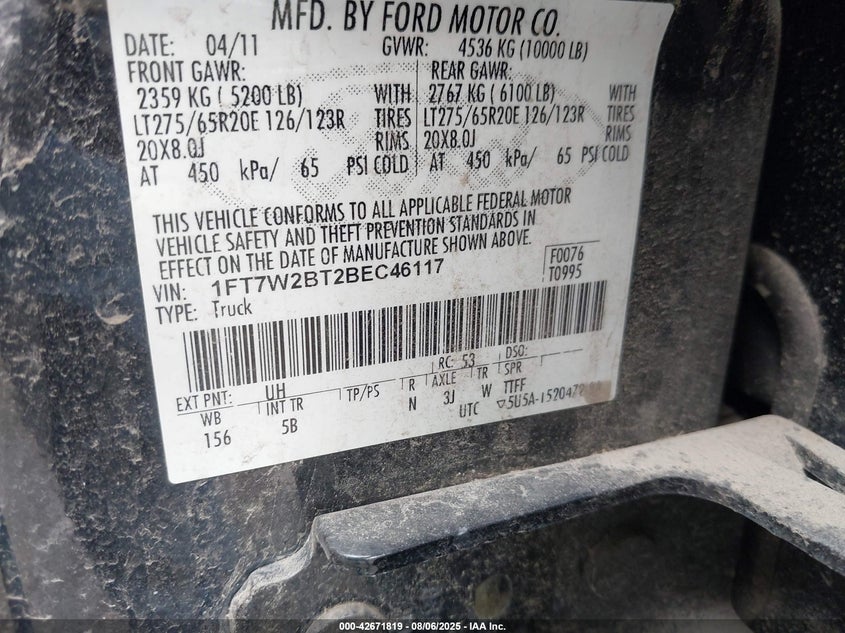 MFD. BY FORD MOTOR CO.
DATE: 04/11 GVWR: 4536 KG (10000 LB)
FRONT GAWR: REAR GAWR:
2359 KG ( 5200 LB) WITH 2767 KG ( 6100 LB) WITH
LT275/65R20E 126/123R TIRES LT275/65R20E 126/123R TIRES
20X8.0J RIMS 20X8.0J RIMS
AT 450 kPa/ 65 PSI COLD AT 450 kPa/ 65 PSI COLD
THIS VEHICLE CONFORMS TO ALL APPLICABLE FEDERAL MOTOR
VEHICLE SAFETY AND THEFT PREVENTION STANDARDS IN
EFFECT ON THE DATE OF MANUFACTURE SHOWN ABOVE.
VIN: 1FT7W2BT2BEC46117 F0076
TYPE: Truck T0995
RC: 53 DSO:
EXT PNT: UH
WB INT TR TP/PS R AXLE TR SPR
156 5B N 3J W TTFF
UTC
000-42671819 - 08/06/2025 - IAA Inc.